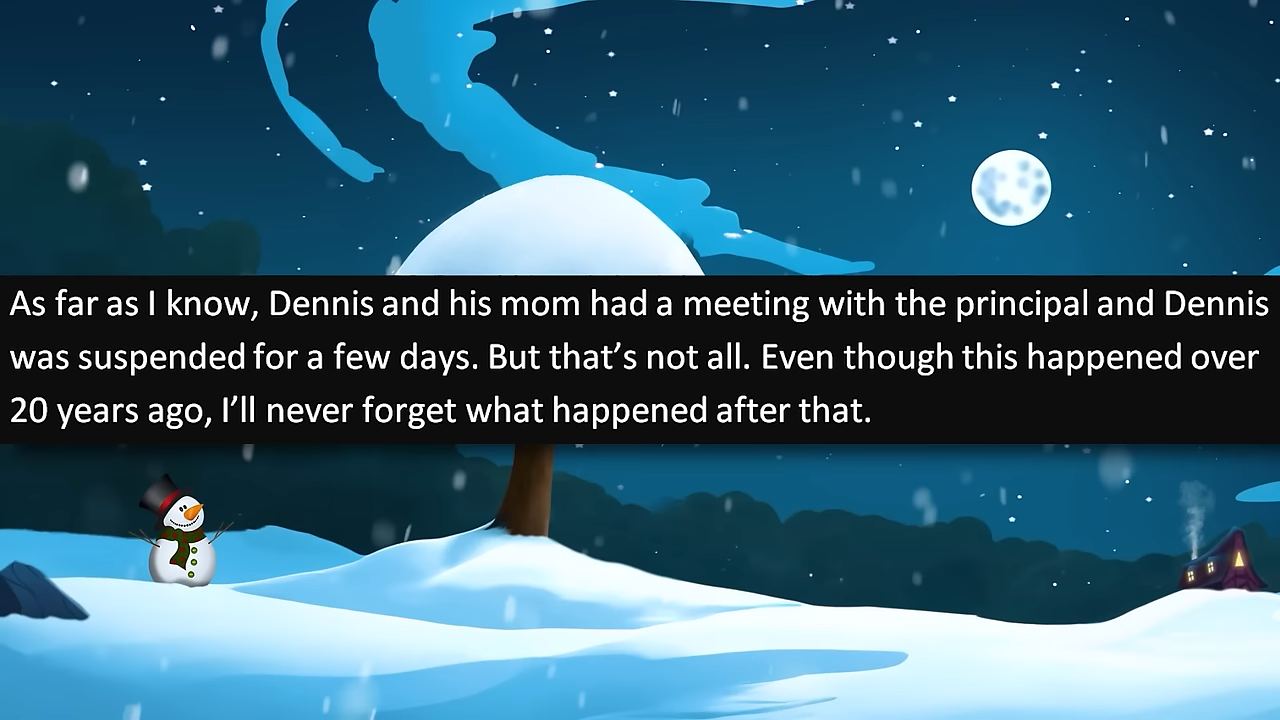 As far as I know, Dennis and his mom had a meeting with the principal and Dennis
was suspended for a few days. But that’s not all. Even though this happened over
20 years ago, I’ll never forget what happened after that.